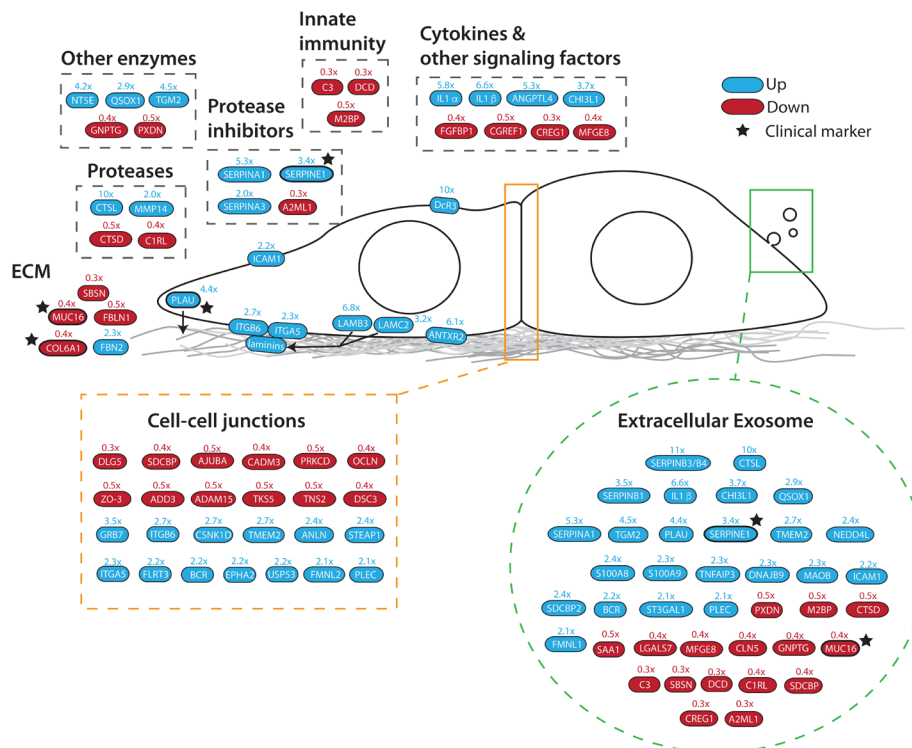 Other enzymes
4.2x 2.9x 4.5x
NT5E QSOX1 TGM2
0.4x 0.5x
GNPTG PXDN
Innate
immunity
0.3x 0.3x
C3 DCD
0.5x
M2BP
Cytokines &
other signaling factors
5.8x 6.6x 5.3x 3.7x
IL1 α IL1 β ANGPTL4 CHI3L1
0.4x 0.5x 0.3x 0.4x
FGFBP1 CGREF1 CREG1 MFGE8
Up
Down
Clinical marker
Protease
inhibitors
5.3x 3.4x
SERPINA1 SERPINE1
2.0x 0.3x
SERPINA3 A2ML1
Proteases
10x 2.0x
CTSL MMP14
0.5x 0.4x
CTSD C1RL
10x
DcR3
2.2x
ICAM1
ECM
0.3x
SBSN
0.4x 0.5x
MUC16 FBLN1
0.4x 2.3x
COL6A1 FBN2
PLAU 4.4x
2.7x 2.3x
ITGB6 ITGA5
laminins
6.8x
LAMB3 LAMC2 3.2x
6.1x
ANTXR2
Cell-cell junctions
0.3x 0.4x 0.5x 0.4x 0.5x 0.4x
DLG5 SDCBP AJUBA CADM3 PRKCD OCLN
0.5x 0.5x 0.5x 0.5x 0.5x 0.4x
ZO-3 ADD3 ADAM15 TKS5 TNS2 DSC3
3.5x 2.7x 2.7x 2.7x 2.4x 2.4x
GRB7 ITGB6 CSNK1D TMEM2 ANLN STEAP1
2.3x 2.2x 2.2x 2.2x 2.2x 2.1x 2.1x
ITGA5 FLRT3 BCR EPHA2 USP53 FMNL2 PLEC
Extracellular Exosome
11x 10x
SERPINB3/B4 CTSL
3.5x 6.6x 3.7x 2.9x
SERPINB1 IL1 β CHI3L1 QSOX1
5.3x 4.5x 4.4x 3.4x 2.7x 2.4x
SERPINA1 TGM2 PLAU SERPINE1 TMEM2 NEDD4L
2.4x 2.3x 2.3x 2.3x 2.3x 2.2x
S100A8 S100A9 TNFAIP3 DNAJB9 MAOB ICAM1
2.4x 2.2x 2.1x 2.1x 0.5x 0.5x 0.5x
SDCBP2 BCR ST3GAL1 PLEC PXDN M2BP CTSD
2.1x 0.5x 0.4x 0.4x 0.4x 0.4x 0.4x
FMNL1 SAA1 LGALS7 MFGE8 CLN5 GNPTG MUC16
0.3x 0.3x 0.3x 0.4x 0.4x
C3 SBSN DCD C1RL SDCBP
0.3x 0.3x
CREG1 A2ML1